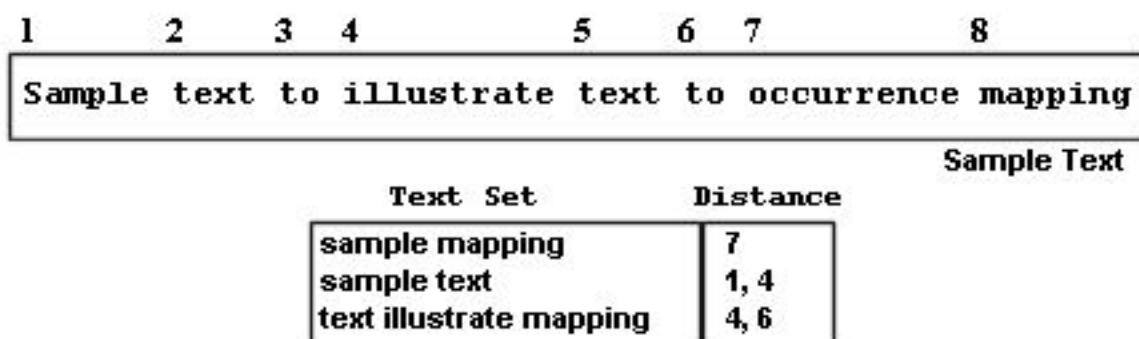 1 2 3 4 5 6 7 8
Sample text to illustrate text to occurrence mapping
Sample Text
Text Set Distance
sample mapping 7
sample text 1, 4
text illustrate mapping 4, 6